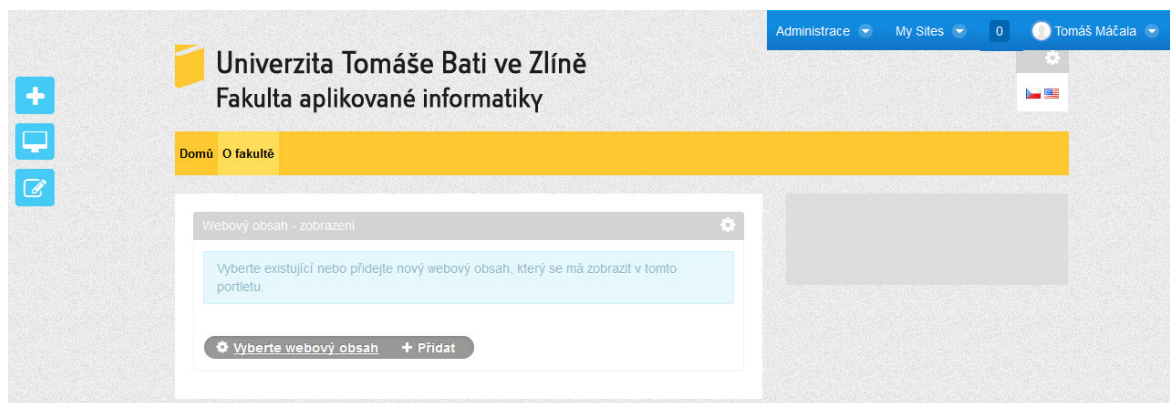 Administrace My Sites 0 Tomáš Máčala
Univerzita Tomáše Bati ve Zlíně
Fakulta aplikované informatiky
Domů O fakultě
Webový obsah - zobrazení
Vyberte existující nebo přidejte nový webový obsah, který se má zobrazit v tomto
portletu.
Vyberte webový obsah + Přidat